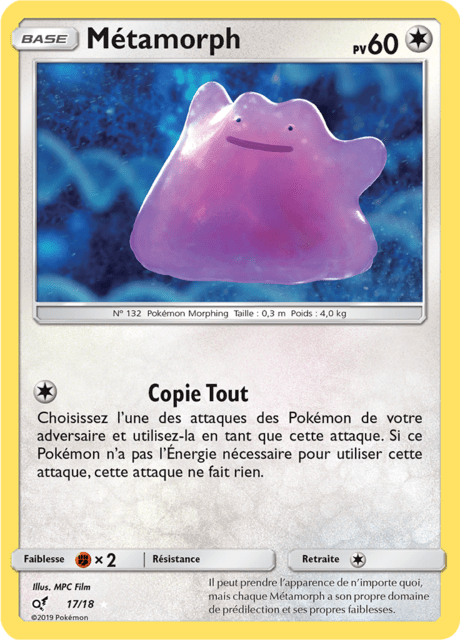 BASE Métamorph PV60
N° 132 Pokémon Morphing Taille : 0,3 m Poids : 4,0 kg
Copie Tout
Choisissez l'une des attaques des Pokémon de votre
adversaire et utilisez-la en tant que cette attaque. Si ce
Pokémon n'a pas l'Énergie nécessaire pour utiliser cette
attaque, cette attaque ne fait rien.
Faiblesse ×2 Résistance Retraite
Illus. MPC Film
17/18
©2019 Pokémon
Il peut prendre l'apparence de n'importe quoi,
mais chaque Métamorph a son propre domaine
de prédilection et ses propres faiblesses.